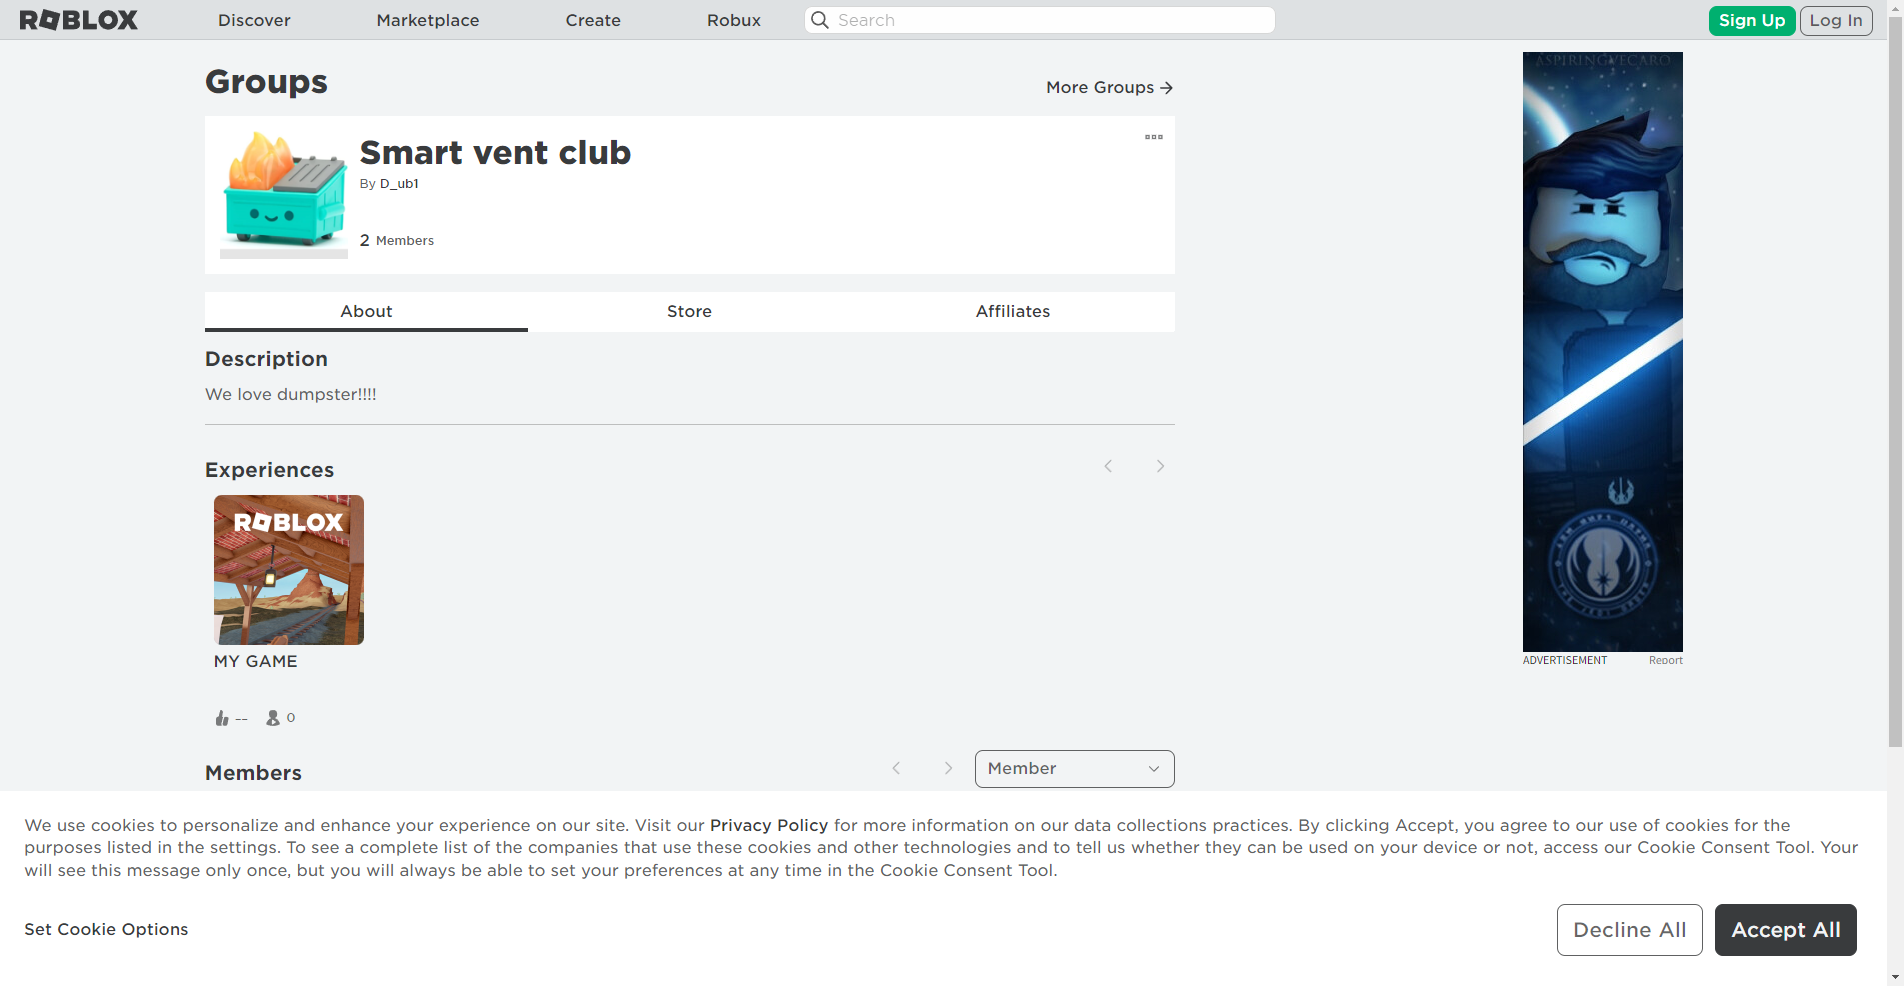 ROBLOX
Discover
Marketplace
Create
Robux
Search
Sign Up
Log In
Groups
More Groups
Smart vent club
By D_ub1
2 Members
About
Store
Affiliates
Description
We love dumpster!!!!
Experiences
ROBLOX
MY GAME
--
0
Members
Member
ASPIRINGVECARO
ADVERTISEMENT
Report
We use cookies to personalize and enhance your experience on our site. Visit our Privacy Policy for more information on our data collections practices. By clicking Accept, you agree to our use of cookies for the
purposes listed in the settings. To see a complete list of the companies that use these cookies and other technologies and to tell us whether they can be used on your device or not, access our Cookie Consent Tool. Your
will see this message only once, but you will always be able to set your preferences at any time in the Cookie Consent Tool.
Set Cookie Options
Decline All
Accept All